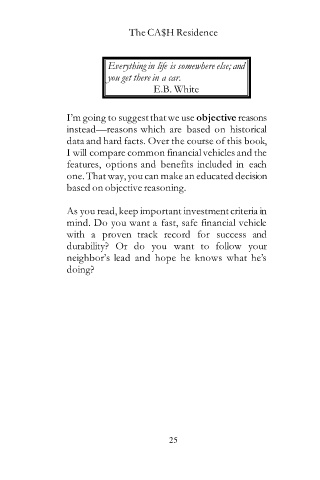 The CA$H Residence
Everything in life is somewhere else; and
you get there in a car.
E.B. White
I'm going to suggest that we use objective reasons
instead—reasons which are based on historical
data and hard facts. Over the course of this book,
I will compare common financial vehicles and the
features, options and benefits included in each
one. That way, you can make an educated decision
based on objective reasoning.
As you read, keep important investment criteria in
mind. Do you want a fast, safe financial vehicle
with a proven track record for success and
durability? Or do you want to follow your
neighbor's lead and hope he knows what he's
doing?
25